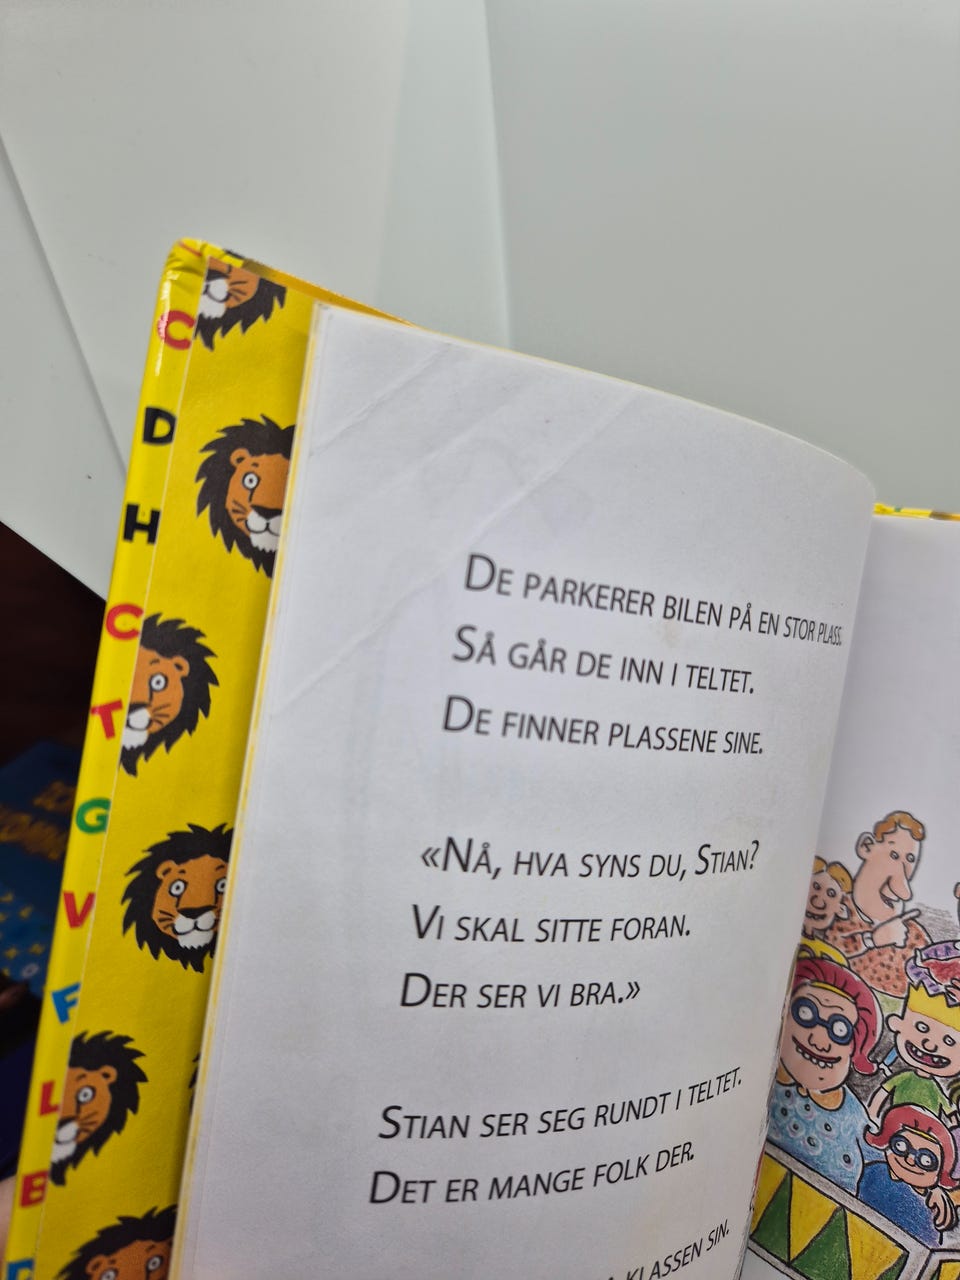 De parkerer bilen på en stor plass.
Så går de inn i teltet.
De finner plassene sine.
«Nå, hva syns du, Stian?
Vi skal sitte foran.
Der ser vi bra.»
Stian ser seg rundt i teltet.
Det er mange folk der.
klassen sin.
C
D
H
C
T
G
V
F
L
B